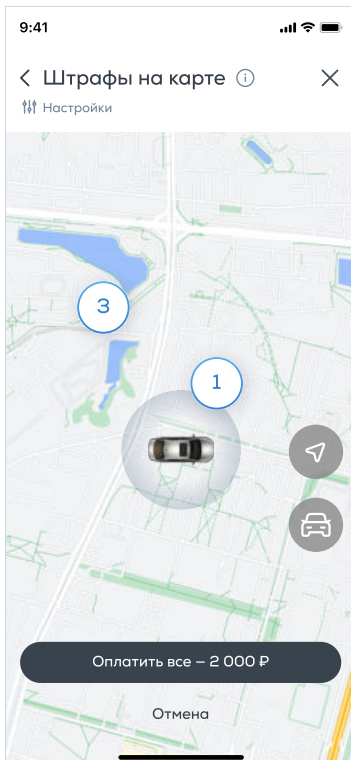 9:41
Штрафы на карте
Настройки
3
1
Оплатить все – 2 000 ₽
Отмена